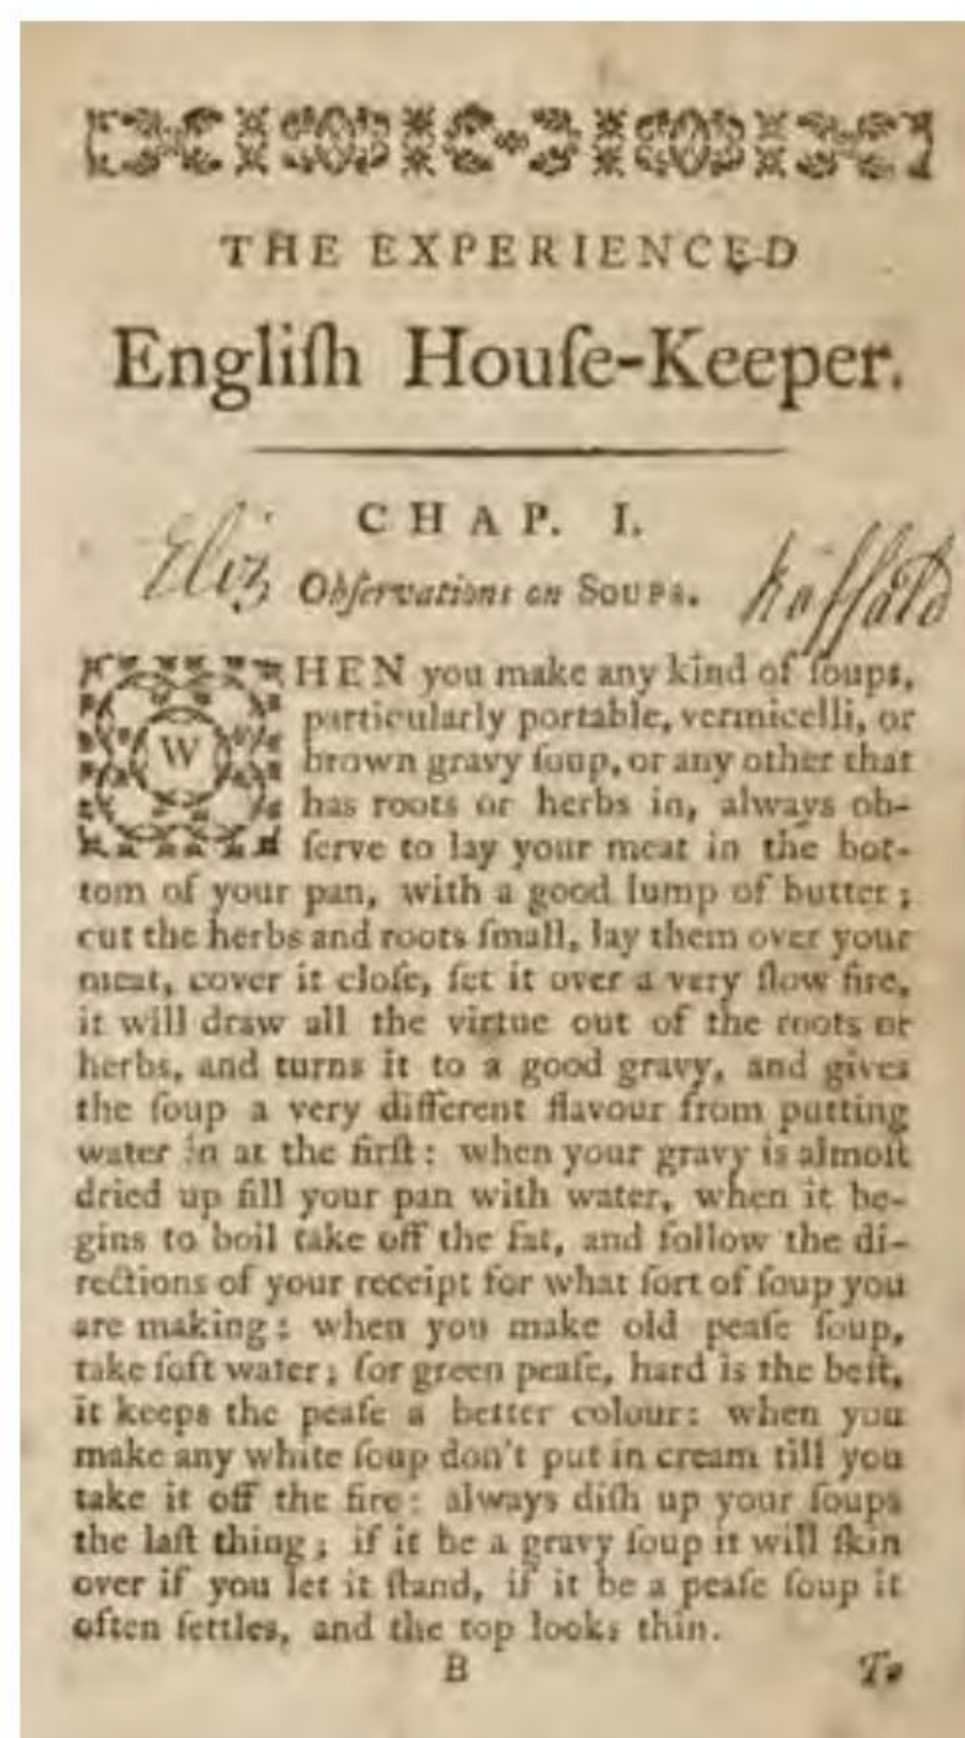 THE EXPERIENCED
Engliſh Houſe-Keeper.
CHAP. I.
Eliz Raffald
Obſervations on SOUPS.
WHEN you make any kind of ſoups,
particularly portable, vermicelli, or
brown gravy ſoup, or any other that
has roots or herbs in, always ob-
ſerve to lay your meat in the bot-
tom of your pan, with a good lump of butter;
cut the herbs and roots ſmall, lay them over your
meat, cover it cloſe, ſet it over a very ſlow fire,
it will draw all the virtue out of the roots or
herbs, and turns it to a good gravy, and gives
the ſoup a very different flavour from putting
water in at the firſt: when your gravy is almoſt
dried up fill your pan with water, when it be-
gins to boil take off the fat, and follow the di-
rections of your receipt for what ſort of ſoup you
are making: when you make old peaſe ſoup,
take ſoft water; for green peaſe, hard is the beſt,
it keeps the peaſe a better colour: when you
make any white ſoup don't put in cream till you
take it off the fire: always diſh up your ſoups
the laſt thing; if it be a gravy ſoup it will ſkin
over if you let it ſtand, if it be a peaſe ſoup it
often ſettles, and the top looks thin.
B To